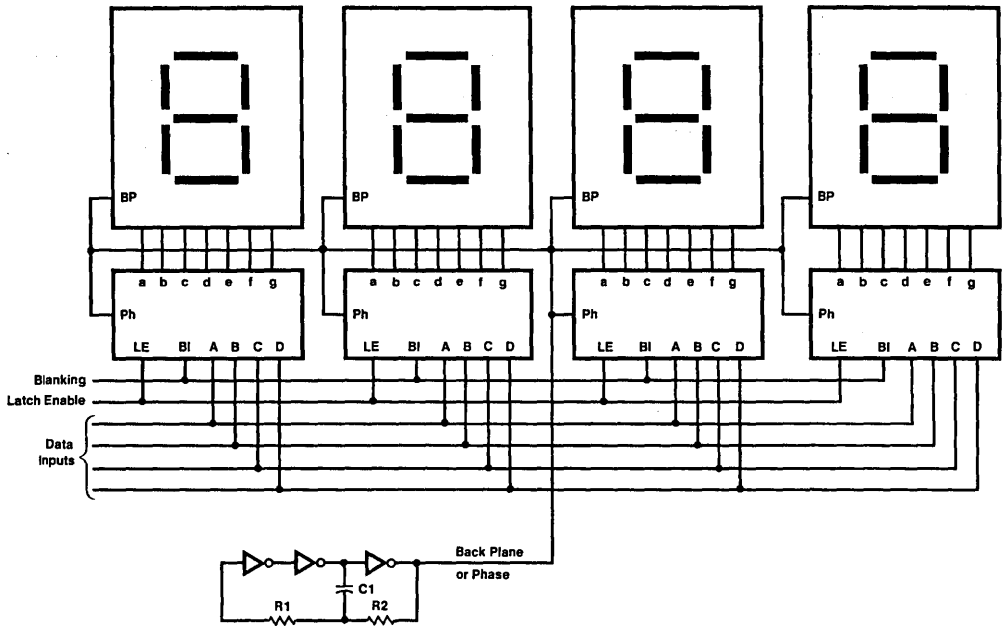 BP BP BP BP
a b c d e f g a b c d e f g a b c d e f g a b c d e f g
Ph Ph Ph Ph
LE BI A B C D LE BI A B C D LE BI A B C D LE BI A B C D
Blanking
Latch Enable
Data
Inputs
Back Plane
or Phase
C1
R1 R2